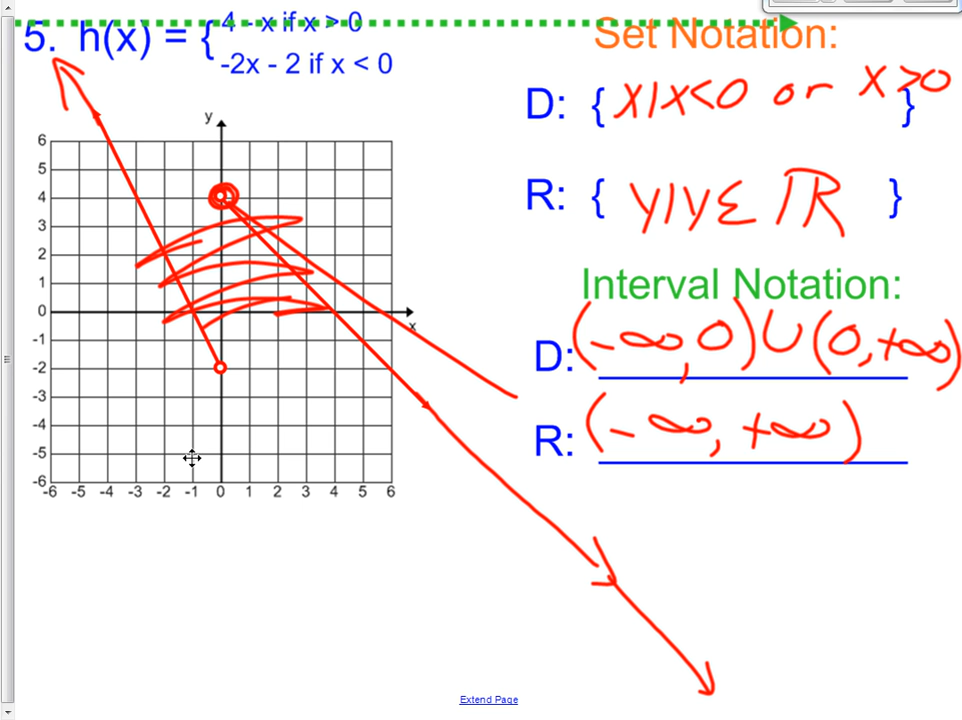 5. h(x) = { 4 - x if x > 0
-2x - 2 if x < 0
Set Notation:
D: { x|x<0 or x>0 }
R: { y|y∈ℝ }
Interval Notation:
D: (-∞,0)∪(0,+∞)
R: (-∞,+∞)
y
6
5
4
3
2
1
0
-1
-2
-3
-4
-5
-6
x
-6 -5 -4 -3 -2 -1 0 1 2 3 4 5 6
Extend Page